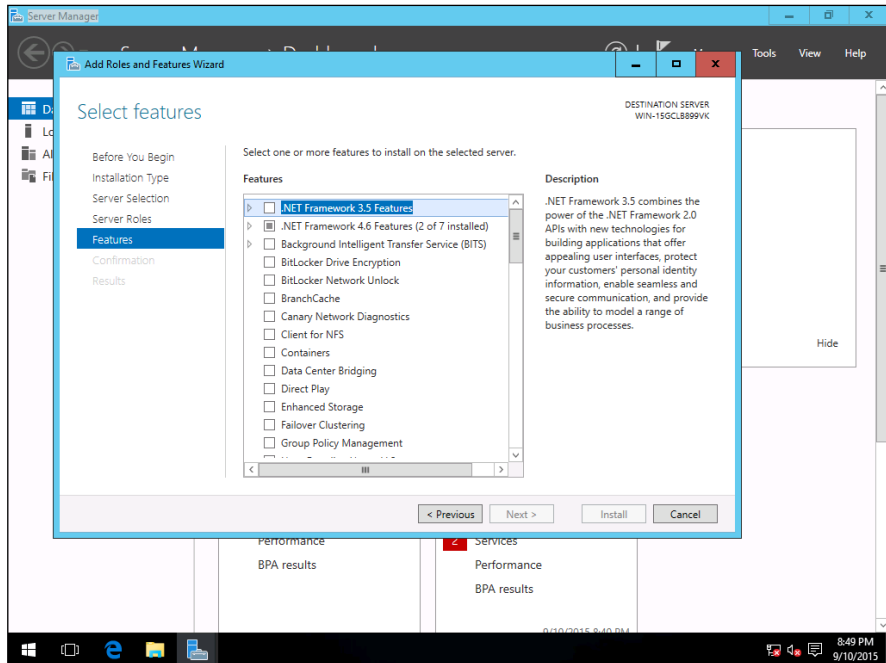 Server Manager
Tools View Help
Add Roles and Features Wizard
Select features
DESTINATION SERVER
WIN-15GCLB899VK
Before You Begin
Installation Type
Server Selection
Server Roles
Features
Confirmation
Results
Select one or more features to install on the selected server.
Features
.NET Framework 3.5 Features
.NET Framework 4.6 Features (2 of 7 installed)
Background Intelligent Transfer Service (BITS)
BitLocker Drive Encryption
BitLocker Network Unlock
BranchCache
Canary Network Diagnostics
Client for NFS
Containers
Data Center Bridging
Direct Play
Enhanced Storage
Failover Clustering
Group Policy Management
Description
.NET Framework 3.5 combines the
power of the .NET Framework 2.0
APIs with new technologies for
building applications that offer
appealing user interfaces, protect
your customers' personal identity
information, enable seamless and
secure communication, and provide
the ability to model a range of
business processes.
Hide
< Previous Next > Install Cancel
Performance
BPA results
2 Services
Performance
BPA results
9/10/2015 8:40 PM
8:49 PM
9/10/2015